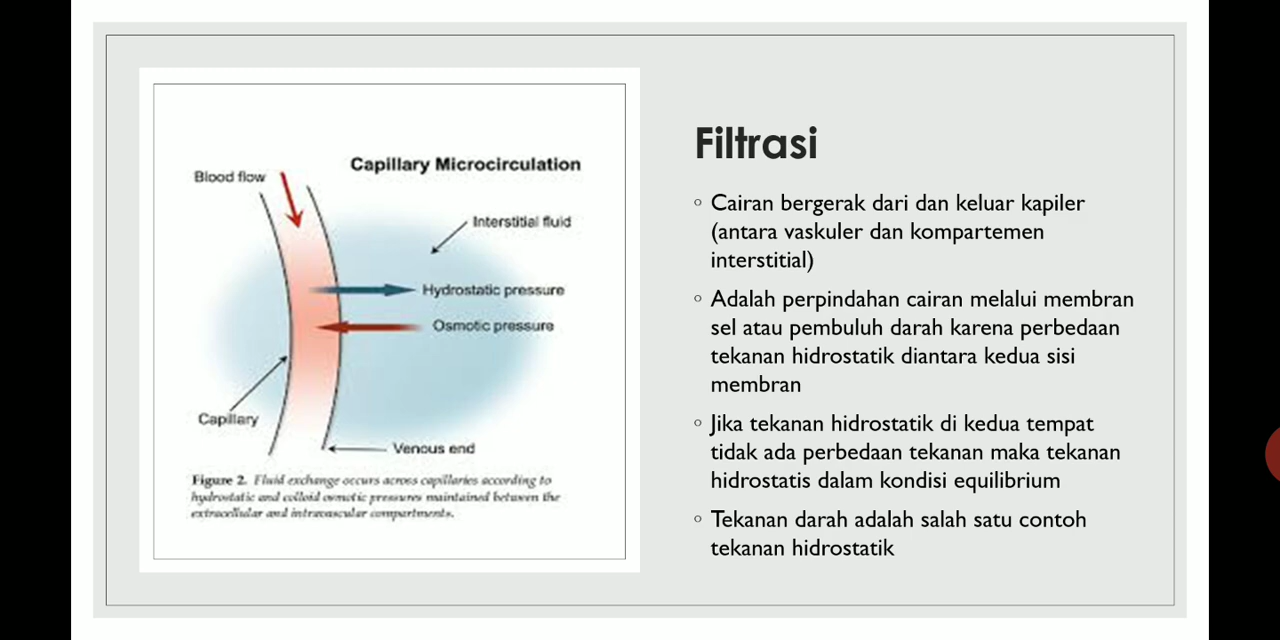 Capillary Microcirculation
Blood flow
Interstitial fluid
Hydrostatic pressure
Osmotic pressure
Capillary
Venous end
Figure 2. Fluid exchange occurs across capillaries according to
hydrostatic and colloid osmotic pressures maintained between the
extracellular and intravascular compartments.
Filtrasi
Cairan bergerak dari dan keluar kapiler
(antara vaskuler dan kompartemen
interstitial)
Adalah perpindahan cairan melalui membran
sel atau pembuluh darah karena perbedaan
tekanan hidrostatik diantara kedua sisi
membran
Jika tekanan hidrostatik di kedua tempat
tidak ada perbedaan tekanan maka tekanan
hidrostatis dalam kondisi equilibrium
Tekanan darah adalah salah satu contoh
tekanan hidrostatik